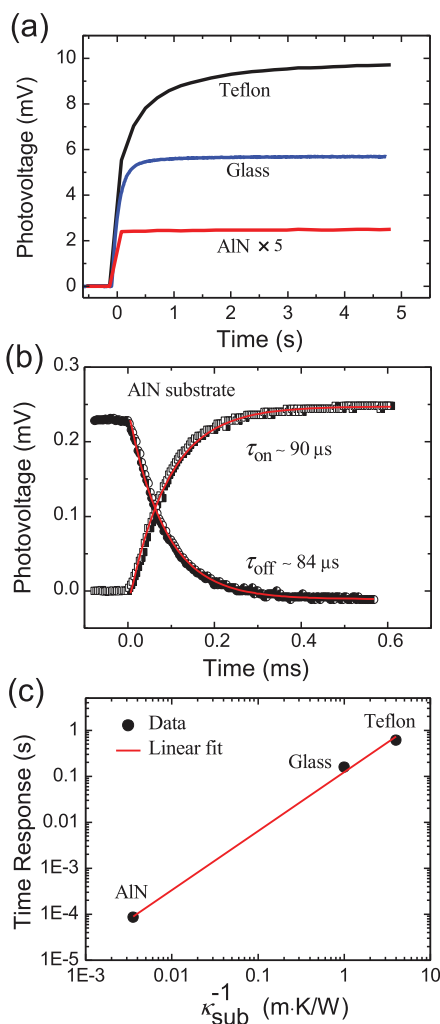 (a)
10
8
6
4
2
0
Photovoltage (mV)
Teflon
Glass
AlN × 5
0 1 2 3 4 5
Time (s)
(b)
0.3
0.2
0.1
0.0
Photovoltage (mV)
AlN substrate
τon ~ 90 µs
τoff ~ 84 µs
0.0 0.2 0.4 0.6
Time (ms)
(c)
1
0.1
0.01
1E-3
1E-4
1E-5
Time Response (s)
Data
Linear fit
Teflon
Glass
AlN
1E-3 0.01 0.1 1 10
κ⁻¹sub (m·K/W)